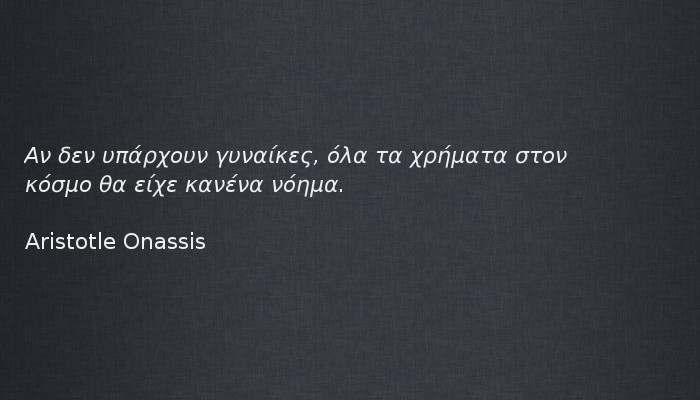 Αν δεν υπάρχουν γυναίκες, όλα τα χρήματα στον
κόσμο θα είχε κανένα νόημα.
Aristotle Onassis